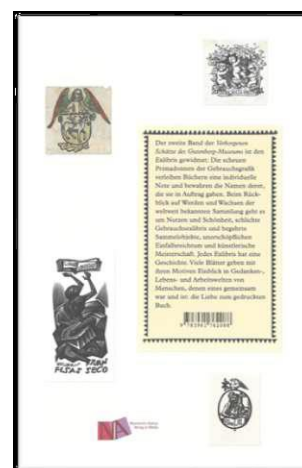 Der zweite Band der Verborgenen
Schätze des Gutenberg-Museums ist den
Exlibris gewidmet: Die scheuen
Primadonnen der Gebrauchsgrafik
verleihen Büchern eine individuelle
Note und bewahren die Namen derer,
die sie in Auftrag gaben. Beim Rück-
blick auf Werden und Wachsen der
weltweit bekannten Sammlung geht es
um Nutzen und Schönheit, schlichte
Gebrauchsexlibris und begehrte
Sammelobjekte, unerschöpflichen
Einfallsreichtum und künstlerische
Meisterschaft. Jedes Exlibris hat eine
Geschichte. Viele Blätter geben mit
ihren Motiven Einblick in Gedanken-,
Lebens- und Arbeitswelten von
Menschen, denen eines gemeinsam
war und ist: die Liebe zum gedruckten
Buch.